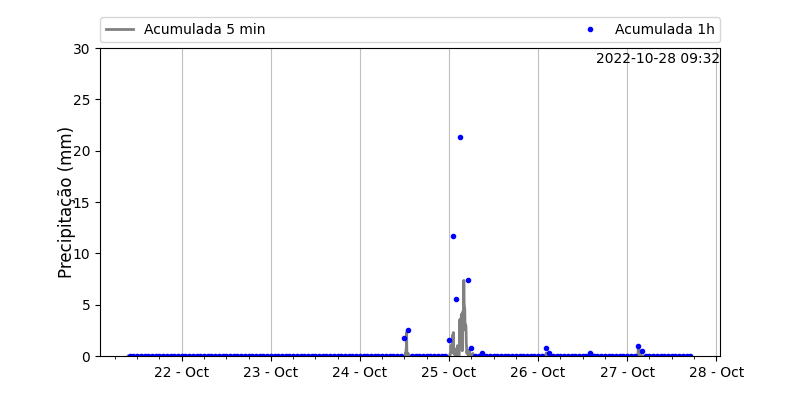 Acumulada 5 min
Acumulada 1h
2022-10-28 09:32
Precipitação (mm)
30
25
20
15
10
5
0
22 - Oct
23 - Oct
24 - Oct
25 - Oct
26 - Oct
27 - Oct
28 - Oct